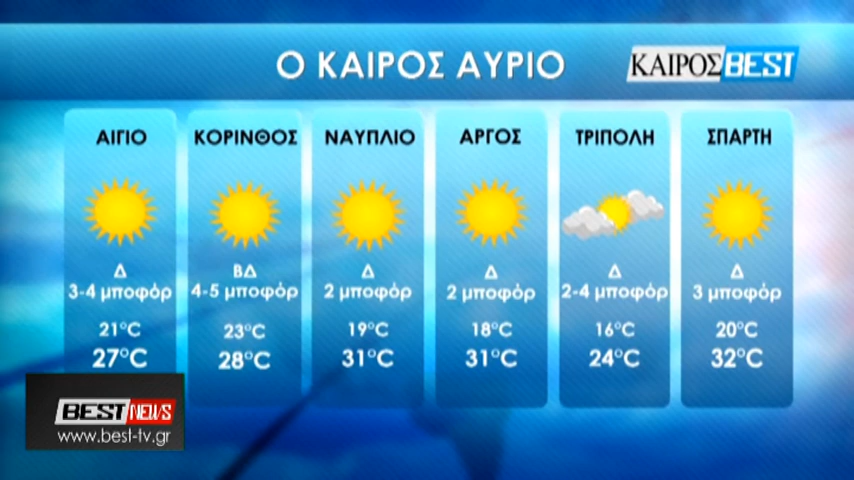 Ο ΚΑΙΡΟΣ ΑΥΡΙΟ
ΚΑΙΡΟΣ BEST
ΑΙΓΙΟ
Δ
3-4 μποφόρ
21°C
27°C
ΚΟΡΙΝΘΟΣ
ΒΔ
4-5 μποφόρ
23°C
28°C
ΝΑΥΠΛΙΟ
Δ
2 μποφόρ
19°C
31°C
ΑΡΓΟΣ
Δ
2 μποφόρ
18°C
31°C
ΤΡΙΠΟΛΗ
Δ
2-4 μποφόρ
16°C
24°C
ΣΠΑΡΤΗ
Δ
3 μποφόρ
20°C
32°C
BEST NEWS
www.best-tv.gr